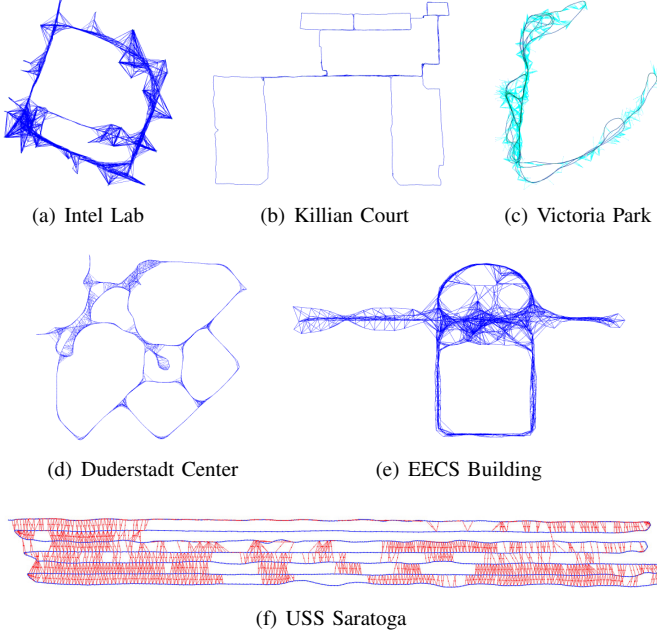 (a) Intel Lab
(b) Killian Court
(c) Victoria Park
(d) Duderstadt Center
(e) EECS Building
(f) USS Saratoga